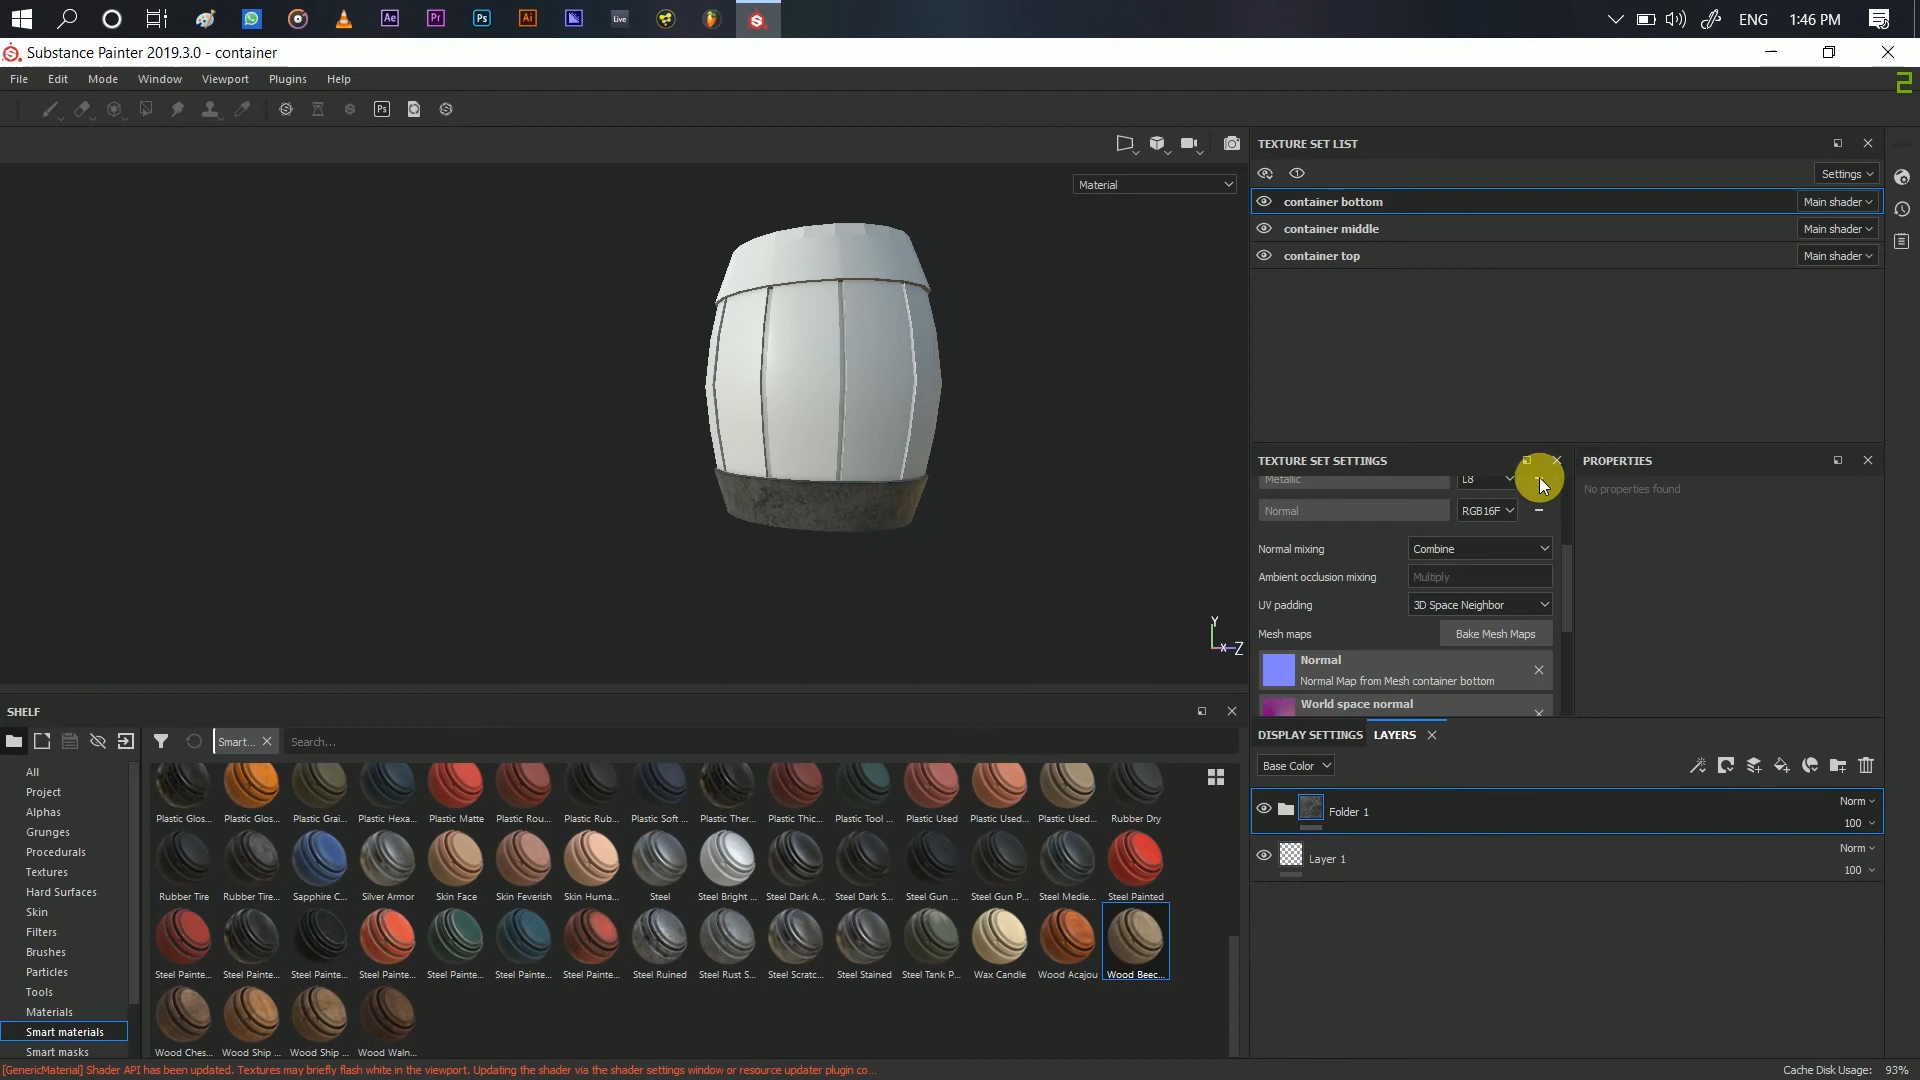 Ae
Pr
Ps
Ai
Live
ENG
1:46 PM
Substance Painter 2019.3.0 - container
File
Edit
Mode
Window
Viewport
Plugins
Help
Ps
Material
Y
X
Z
TEXTURE SET LIST
1
Settings
container bottom
Main shader
container middle
Main shader
container top
Main shader
TEXTURE SET SETTINGS
Metallic
L8
Normal
RGB16F
Normal mixing
Combine
Ambient occlusion mixing
Multiply
UV padding
3D Space Neighbor
Mesh maps
Bake Mesh Maps
Normal
Normal Map from Mesh container bottom
World space normal
PROPERTIES
No properties found
DISPLAY SETTINGS
LAYERS
Base Color
Folder 1
Norm
100
Layer 1
Norm
100
SHELF
Smart...
Search...
All
Project
Alphas
Grunges
Procedurals
Textures
Hard Surfaces
Skin
Filters
Brushes
Particles
Tools
Materials
Smart materials
Smart masks
Plastic Glos...
Plastic Glos...
Plastic Grai...
Plastic Hexa...
Plastic Matte
Plastic Rou...
Plastic Rub...
Plastic Soft ...
Plastic Ther...
Plastic Thic...
Plastic Tool ...
Plastic Used
Plastic Used...
Plastic Used...
Rubber Dry
Rubber Tire
Rubber Tire...
Sapphire C...
Silver Armor
Skin Face
Skin Feverish
Skin Huma...
Steel
Steel Bright ...
Steel Dark A...
Steel Dark S...
Steel Gun ...
Steel Gun P...
Steel Medie...
Steel Painted
Steel Painte...
Steel Painte...
Steel Painte...
Steel Painte...
Steel Painte...
Steel Painte...
Steel Painte...
Steel Ruined
Steel Rust S...
Steel Scratc...
Steel Stained
Steel Tank P...
Wax Candle
Wood Acajou
Wood Beec...
Wood Ches...
Wood Ship ...
Wood Ship ...
Wood Waln...
[GenericMaterial] Shader API has been updated. Textures may briefly flash white in the viewport. Updating the shader via the shader settings window or resource updater plugin co...
Cache Disk Usage: 93%